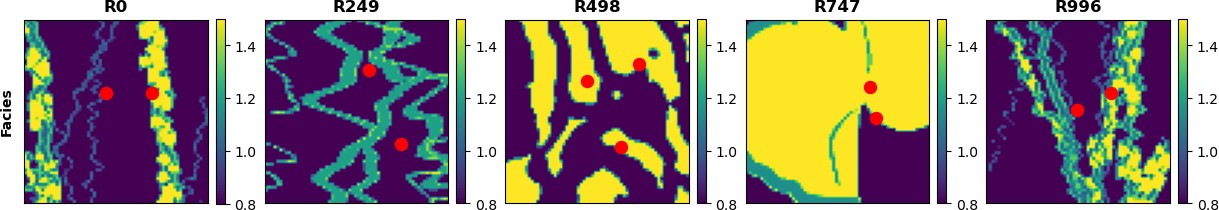 R0 R249 R498 R747 R996
Facies
1.4 1.4 1.4 1.4 1.4
1.2 1.2 1.2 1.2 1.2
1.0 1.0 1.0 1.0 1.0
0.8 0.8 0.8 0.8 0.8